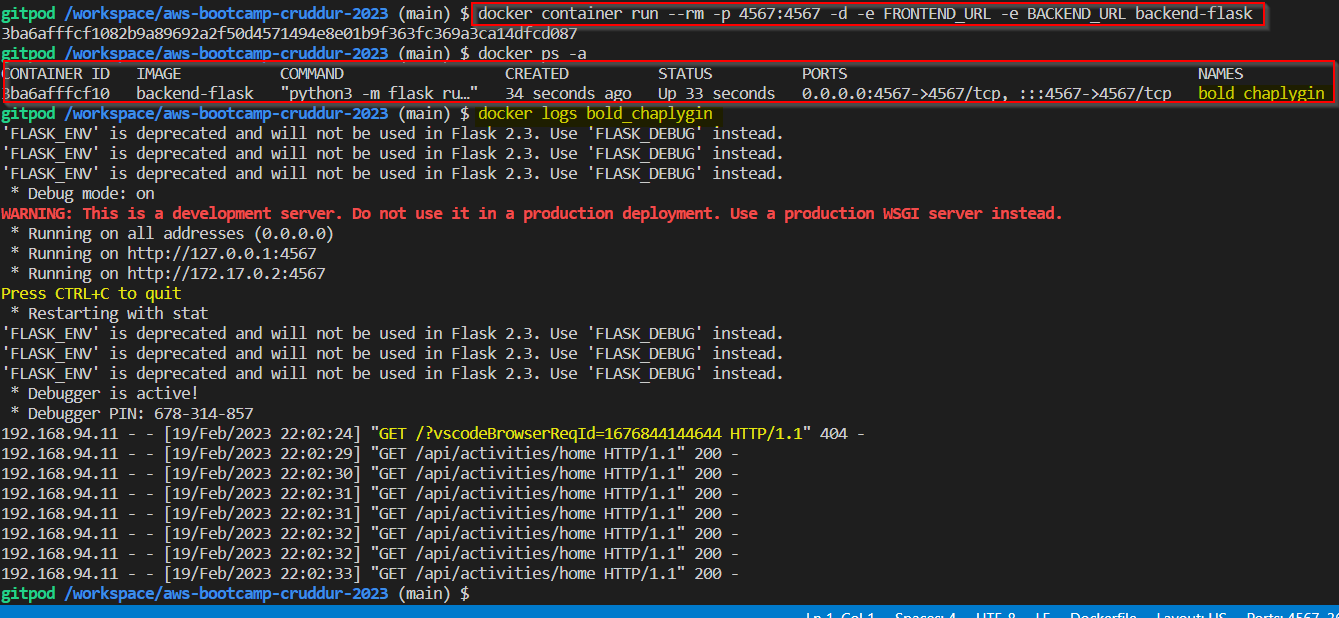 gitpod /workspace/aws-bootcamp-cruddur-2023 (main) $ docker container run --rm -p 4567:4567 -d -e FRONTEND_URL -e BACKEND_URL backend-flask
3ba6afffcf1082b9a89692a2f50d4571494e8e01b9f363fc369a3ca14dfcd087
gitpod /workspace/aws-bootcamp-cruddur-2023 (main) $ docker ps -a
CONTAINER ID   IMAGE           COMMAND                  CREATED          STATUS          PORTS                                       NAMES
3ba6afffcf10   backend-flask   "python3 -m flask ru…"   34 seconds ago   Up 33 seconds   0.0.0.0:4567->4567/tcp, :::4567->4567/tcp   bold_chaplygin
gitpod /workspace/aws-bootcamp-cruddur-2023 (main) $ docker logs bold_chaplygin
'FLASK_ENV' is deprecated and will not be used in Flask 2.3. Use 'FLASK_DEBUG' instead.
'FLASK_ENV' is deprecated and will not be used in Flask 2.3. Use 'FLASK_DEBUG' instead.
'FLASK_ENV' is deprecated and will not be used in Flask 2.3. Use 'FLASK_DEBUG' instead.
 * Debug mode: on
WARNING: This is a development server. Do not use it in a production deployment. Use a production WSGI server instead.
 * Running on all addresses (0.0.0.0)
 * Running on http://127.0.0.1:4567
 * Running on http://172.17.0.2:4567
Press CTRL+C to quit
 * Restarting with stat
'FLASK_ENV' is deprecated and will not be used in Flask 2.3. Use 'FLASK_DEBUG' instead.
'FLASK_ENV' is deprecated and will not be used in Flask 2.3. Use 'FLASK_DEBUG' instead.
'FLASK_ENV' is deprecated and will not be used in Flask 2.3. Use 'FLASK_DEBUG' instead.
 * Debugger is active!
 * Debugger PIN: 678-314-857
192.168.94.11 - - [19/Feb/2023 22:02:24] "GET /?vscodeBrowserReqId=1676844144644 HTTP/1.1" 404 -
192.168.94.11 - - [19/Feb/2023 22:02:29] "GET /api/activities/home HTTP/1.1" 200 -
192.168.94.11 - - [19/Feb/2023 22:02:30] "GET /api/activities/home HTTP/1.1" 200 -
192.168.94.11 - - [19/Feb/2023 22:02:31] "GET /api/activities/home HTTP/1.1" 200 -
192.168.94.11 - - [19/Feb/2023 22:02:31] "GET /api/activities/home HTTP/1.1" 200 -
192.168.94.11 - - [19/Feb/2023 22:02:32] "GET /api/activities/home HTTP/1.1" 200 -
192.168.94.11 - - [19/Feb/2023 22:02:32] "GET /api/activities/home HTTP/1.1" 200 -
192.168.94.11 - - [19/Feb/2023 22:02:33] "GET /api/activities/home HTTP/1.1" 200 -
gitpod /workspace/aws-bootcamp-cruddur-2023 (main) $
Ln 1, Col 1 Spaces: 4 UTF-8 LF Dockerfile Layout: US Ports: 4567,